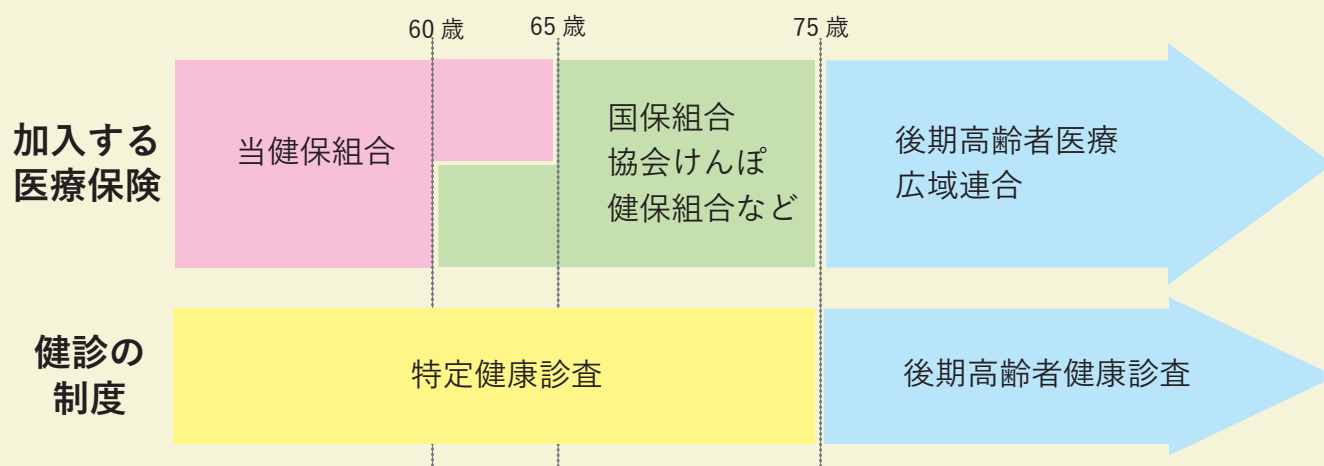 60 歳
65 歳
75 歳
加入する
医療保険
当健保組合
国保組合
協会けんぽ
健保組合など
後期高齢者医療
広域連合
健診の
制度
特定健康診査
後期高齢者健康診査